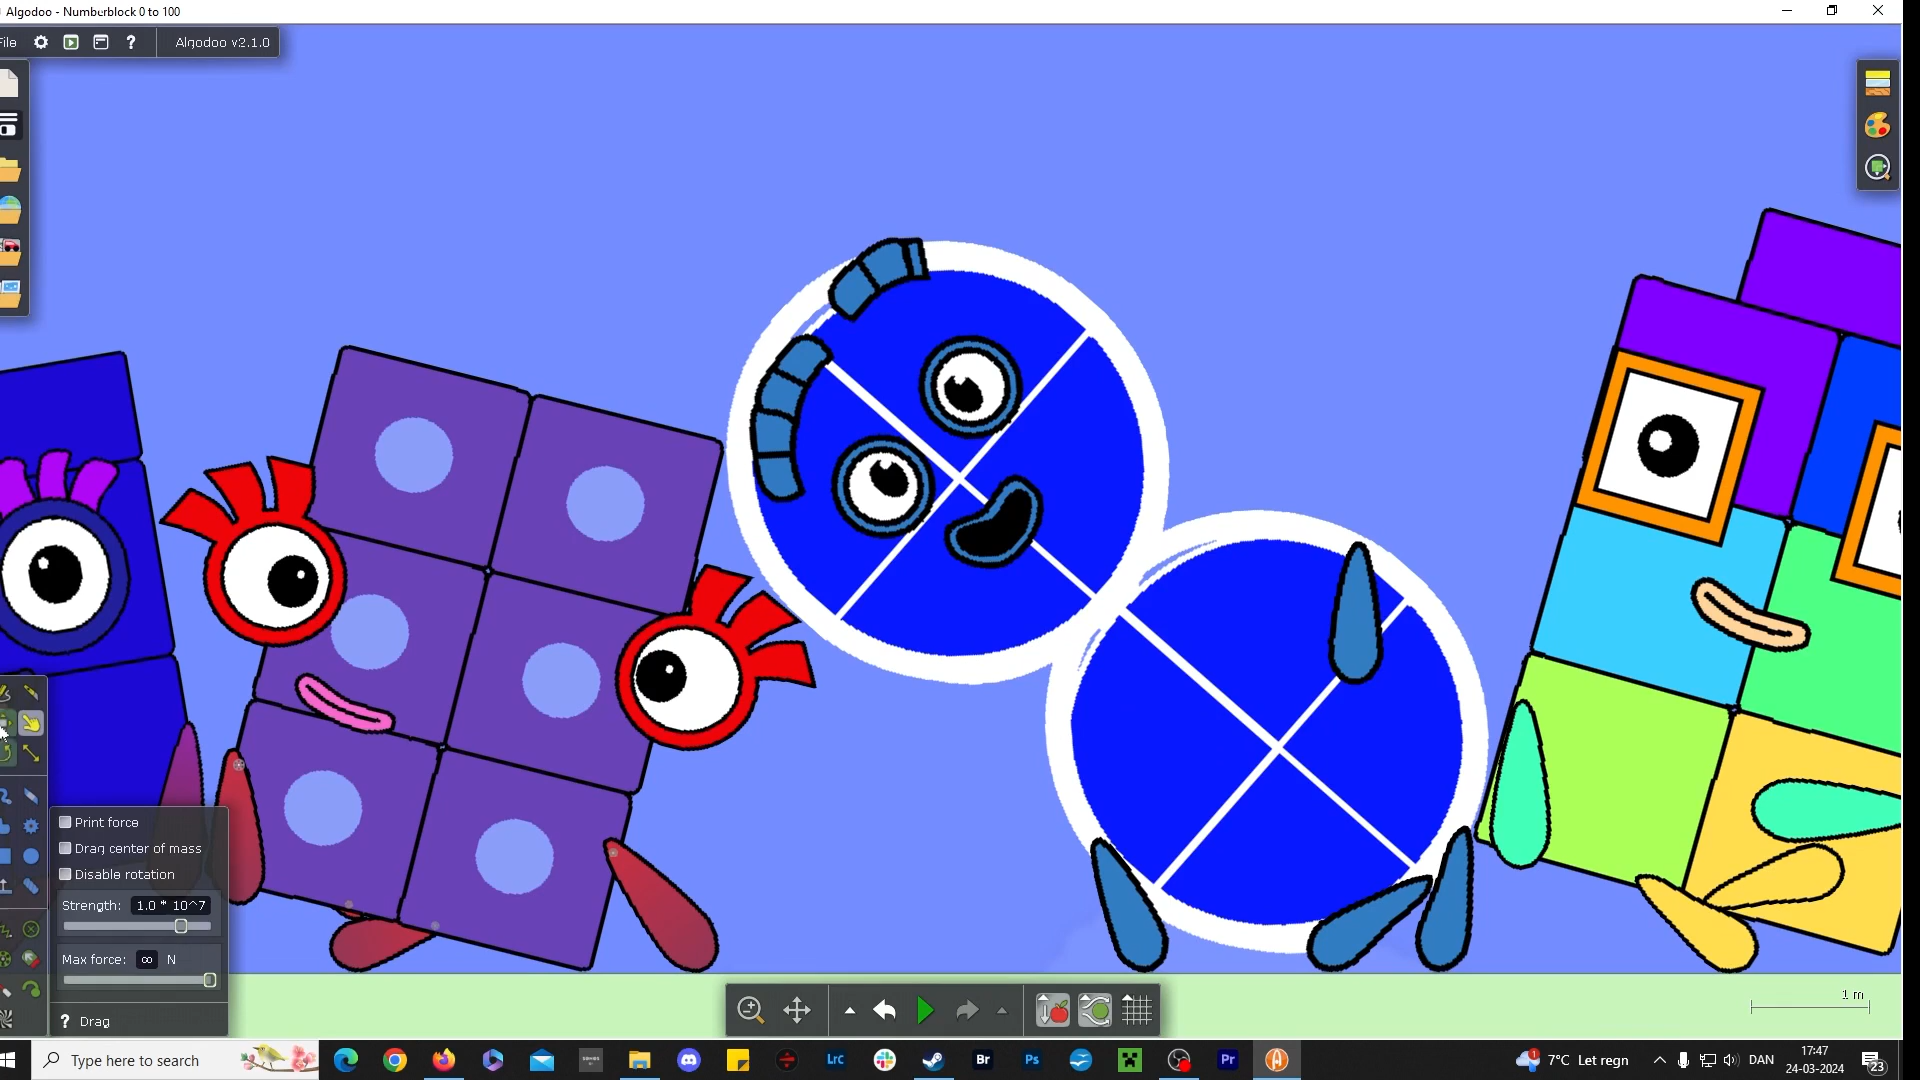 Algodoo - Numberblock 0 to 100
File
?
Algodoo v2.1.0
Print force
Drag center of mass
Disable rotation
Strength: 1.0 * 10^7
Max force: ∞ N
? Drag
1 m
Type here to search
Lrc
Br
Ps
Pr
1
7°C Let regn
DAN
17:47
24-03-2024
23